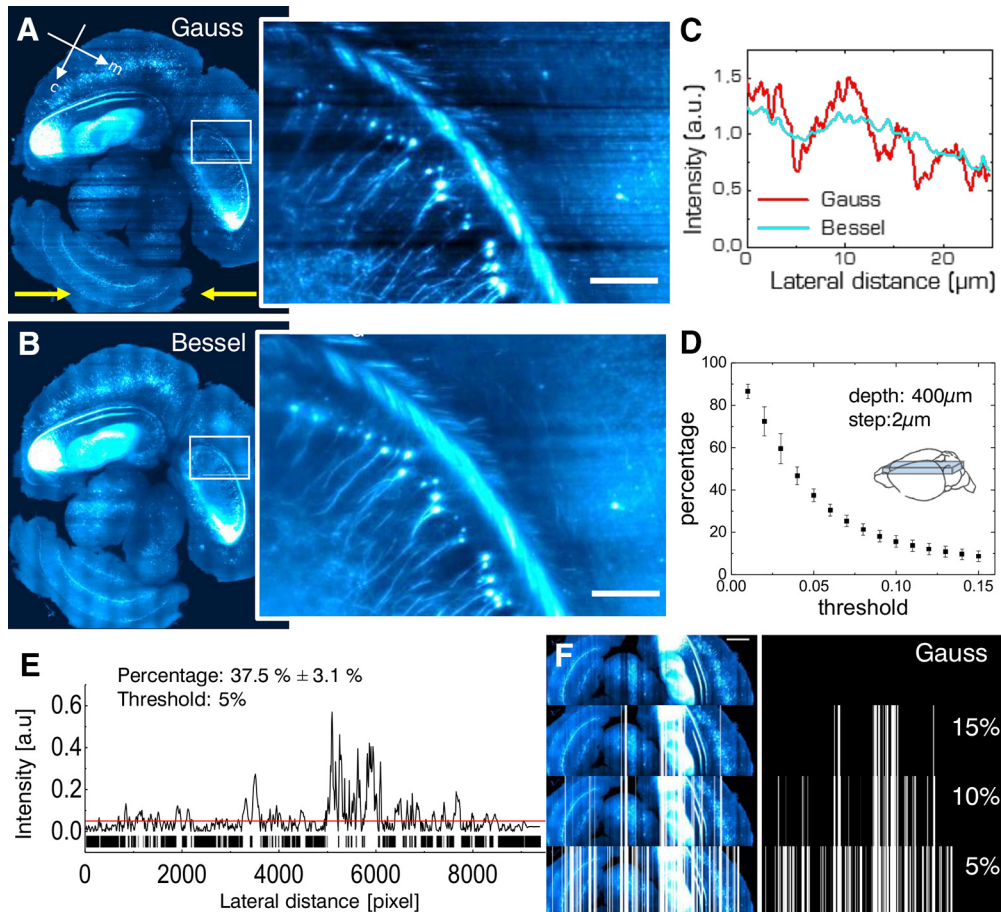 A
Gauss
c
m
B
Bessel
C
Intensity [a.u.]
1.5
1.0
0.5
0.0
Gauss
Bessel
0
10
20
Lateral distance [µm]
D
percentage
100
80
60
40
20
0
depth: 400µm
step:2µm
0.00
0.05
0.10
0.15
threshold
E
Percentage: 37.5 % ± 3.1 %
Threshold: 5%
Intensity [a.u]
0.6
0.4
0.2
0.0
0
2000
4000
6000
8000
Lateral distance [pixel]
F
Gauss
15%
10%
5%